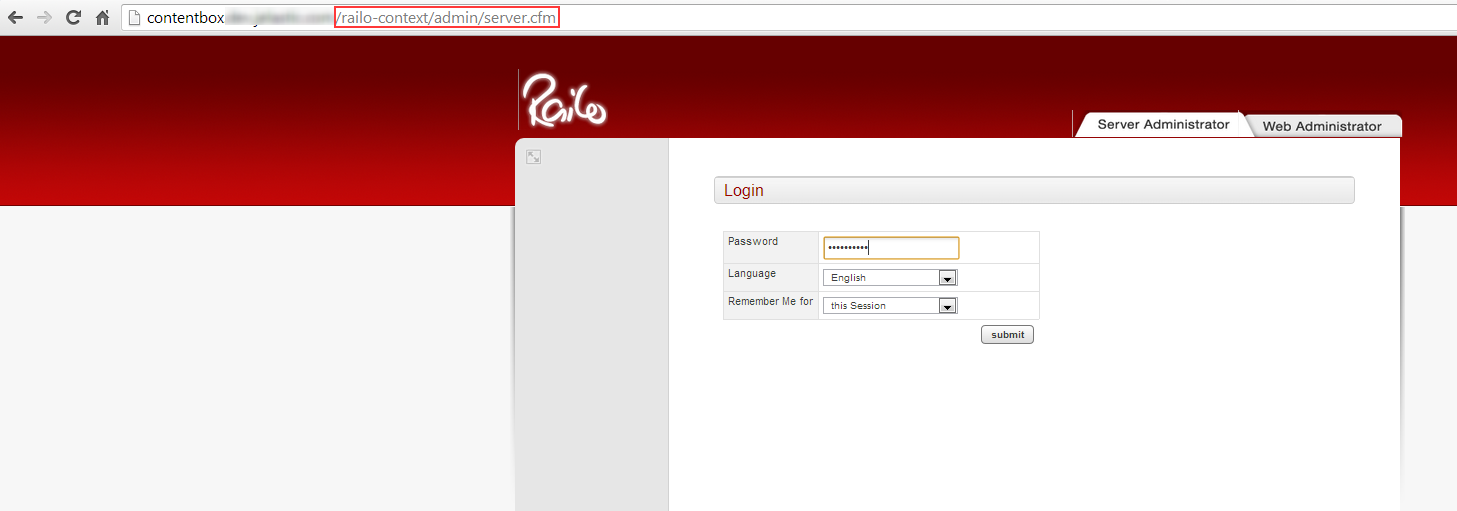 contentbox /railo-context/admin/server.cfm
Railo
Server Administrator Web Administrator
Login
Password ••••••••••
Language English
Remember Me for this Session
submit